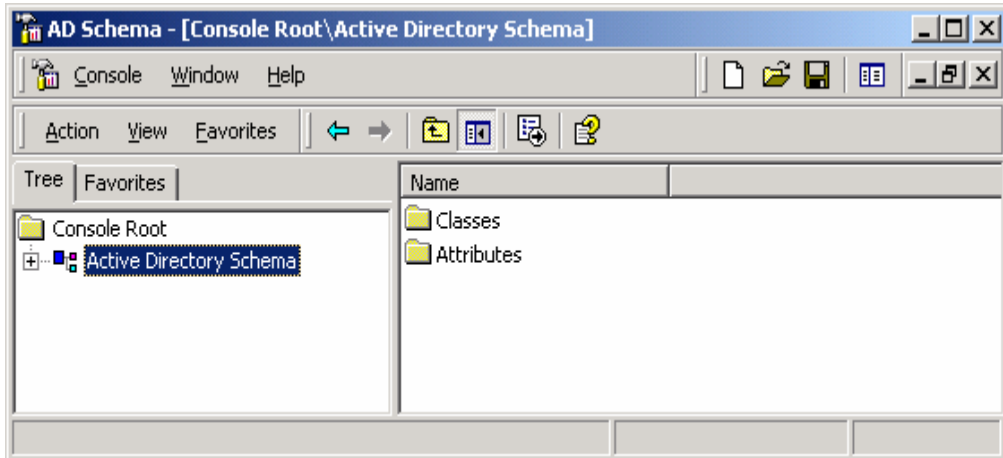 AD Schema - [Console Root\Active Directory Schema]
Console Window Help
Action View Favorites
Tree Favorites
Name
Console Root
Classes
Active Directory Schema
Attributes